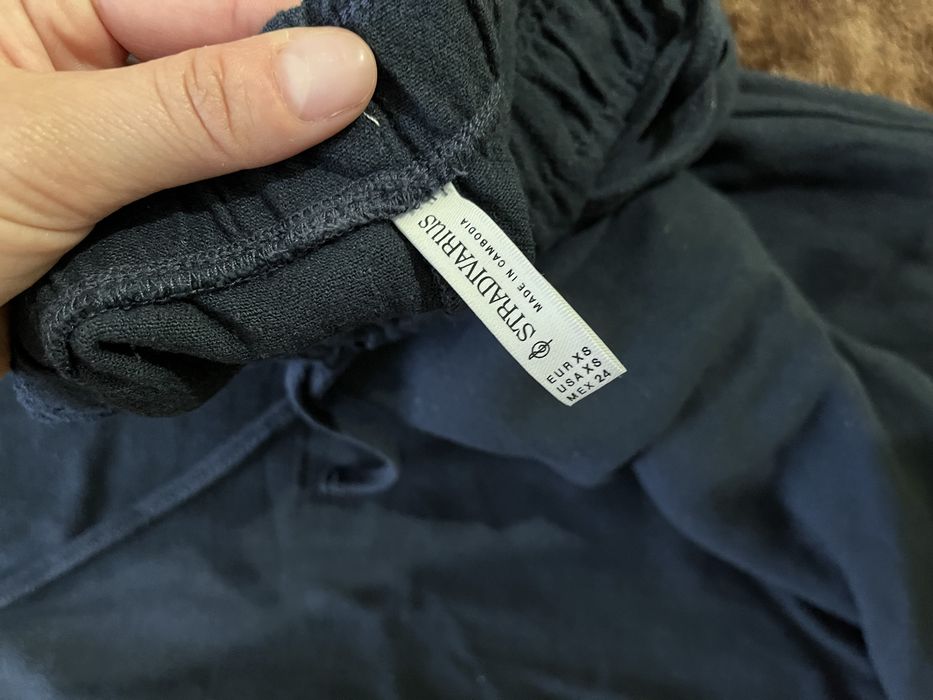 STRADIVARIUS
MADE IN CAMBODIA
EUR XS
USA XS
MEX 24